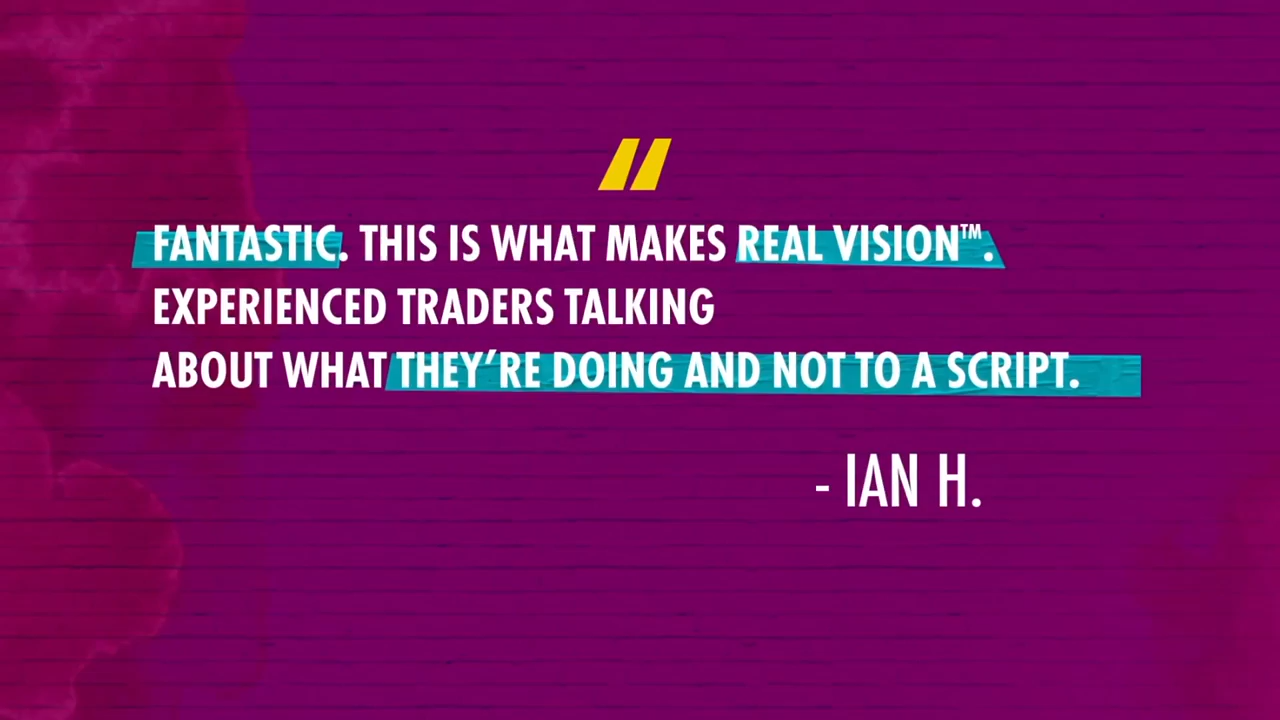 "
FANTASTIC. THIS IS WHAT MAKES REAL VISION™.
EXPERIENCED TRADERS TALKING
ABOUT WHAT THEY'RE DOING AND NOT TO A SCRIPT.
- IAN H.